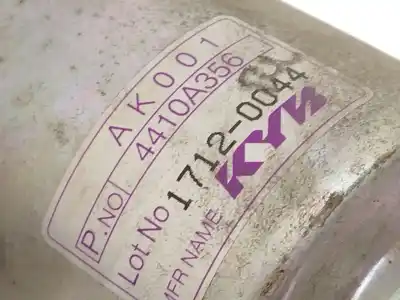 AK001
P.NO 4410A356
Lot No 1712-0044
MFR NAME KYB